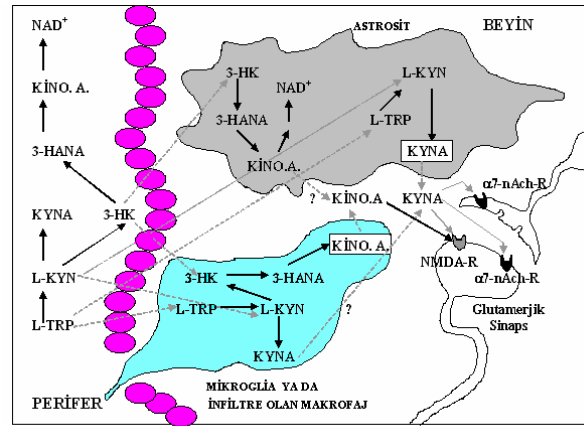 NAD+
KİNO. A.
3-HANA
KYNA
3-HK
L-KYN
L-TRP
PERİFER
ASTROSİT
BEYİN
3-HK
NAD+
3-HANA
KİNO.A.
L-KYN
L-TRP
KYNA
?
KİNO.A
KYNA
α7-nAch-R
NMDA-R
α7-nAch-R
Glutamerjik
Sinaps
KİNO. A.
3-HK
3-HANA
L-TRP
L-KYN
?
KYNA
MİKROGLİA YA DA
İNFİLTRE OLAN MAKROFAJ